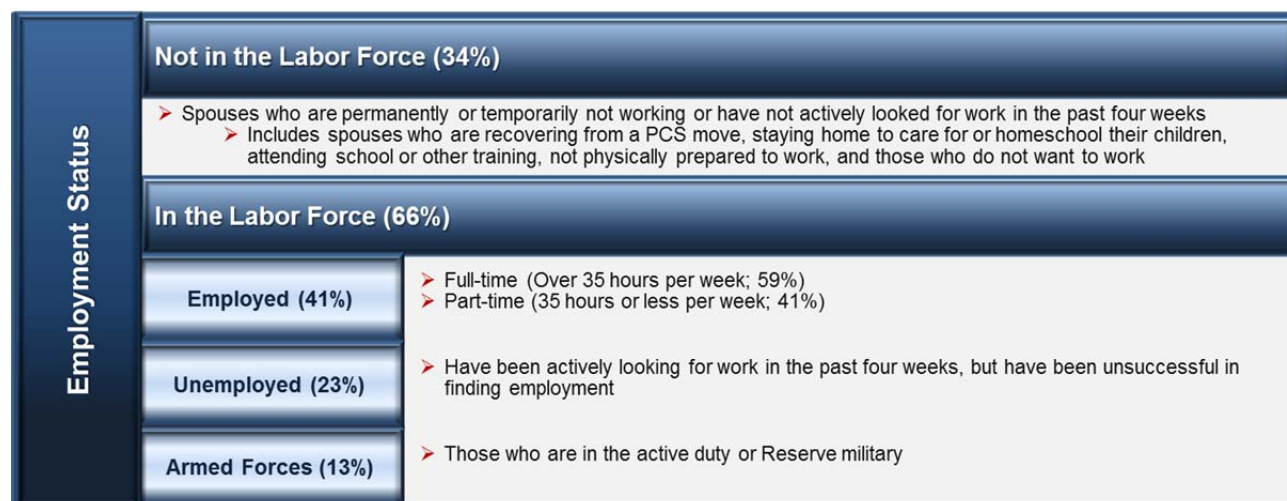 Employment Status
Not in the Labor Force (34%)
➤ Spouses who are permanently or temporarily not working or have not actively looked for work in the past four weeks
➤ Includes spouses who are recovering from a PCS move, staying home to care for or homeschool their children,
attending school or other training, not physically prepared to work, and those who do not want to work
In the Labor Force (66%)
Employed (41%)
➤ Full-time (Over 35 hours per week; 59%)
➤ Part-time (35 hours or less per week; 41%)
Unemployed (23%)
➤ Have been actively looking for work in the past four weeks, but have been unsuccessful in
finding employment
Armed Forces (13%)
➤ Those who are in the active duty or Reserve military